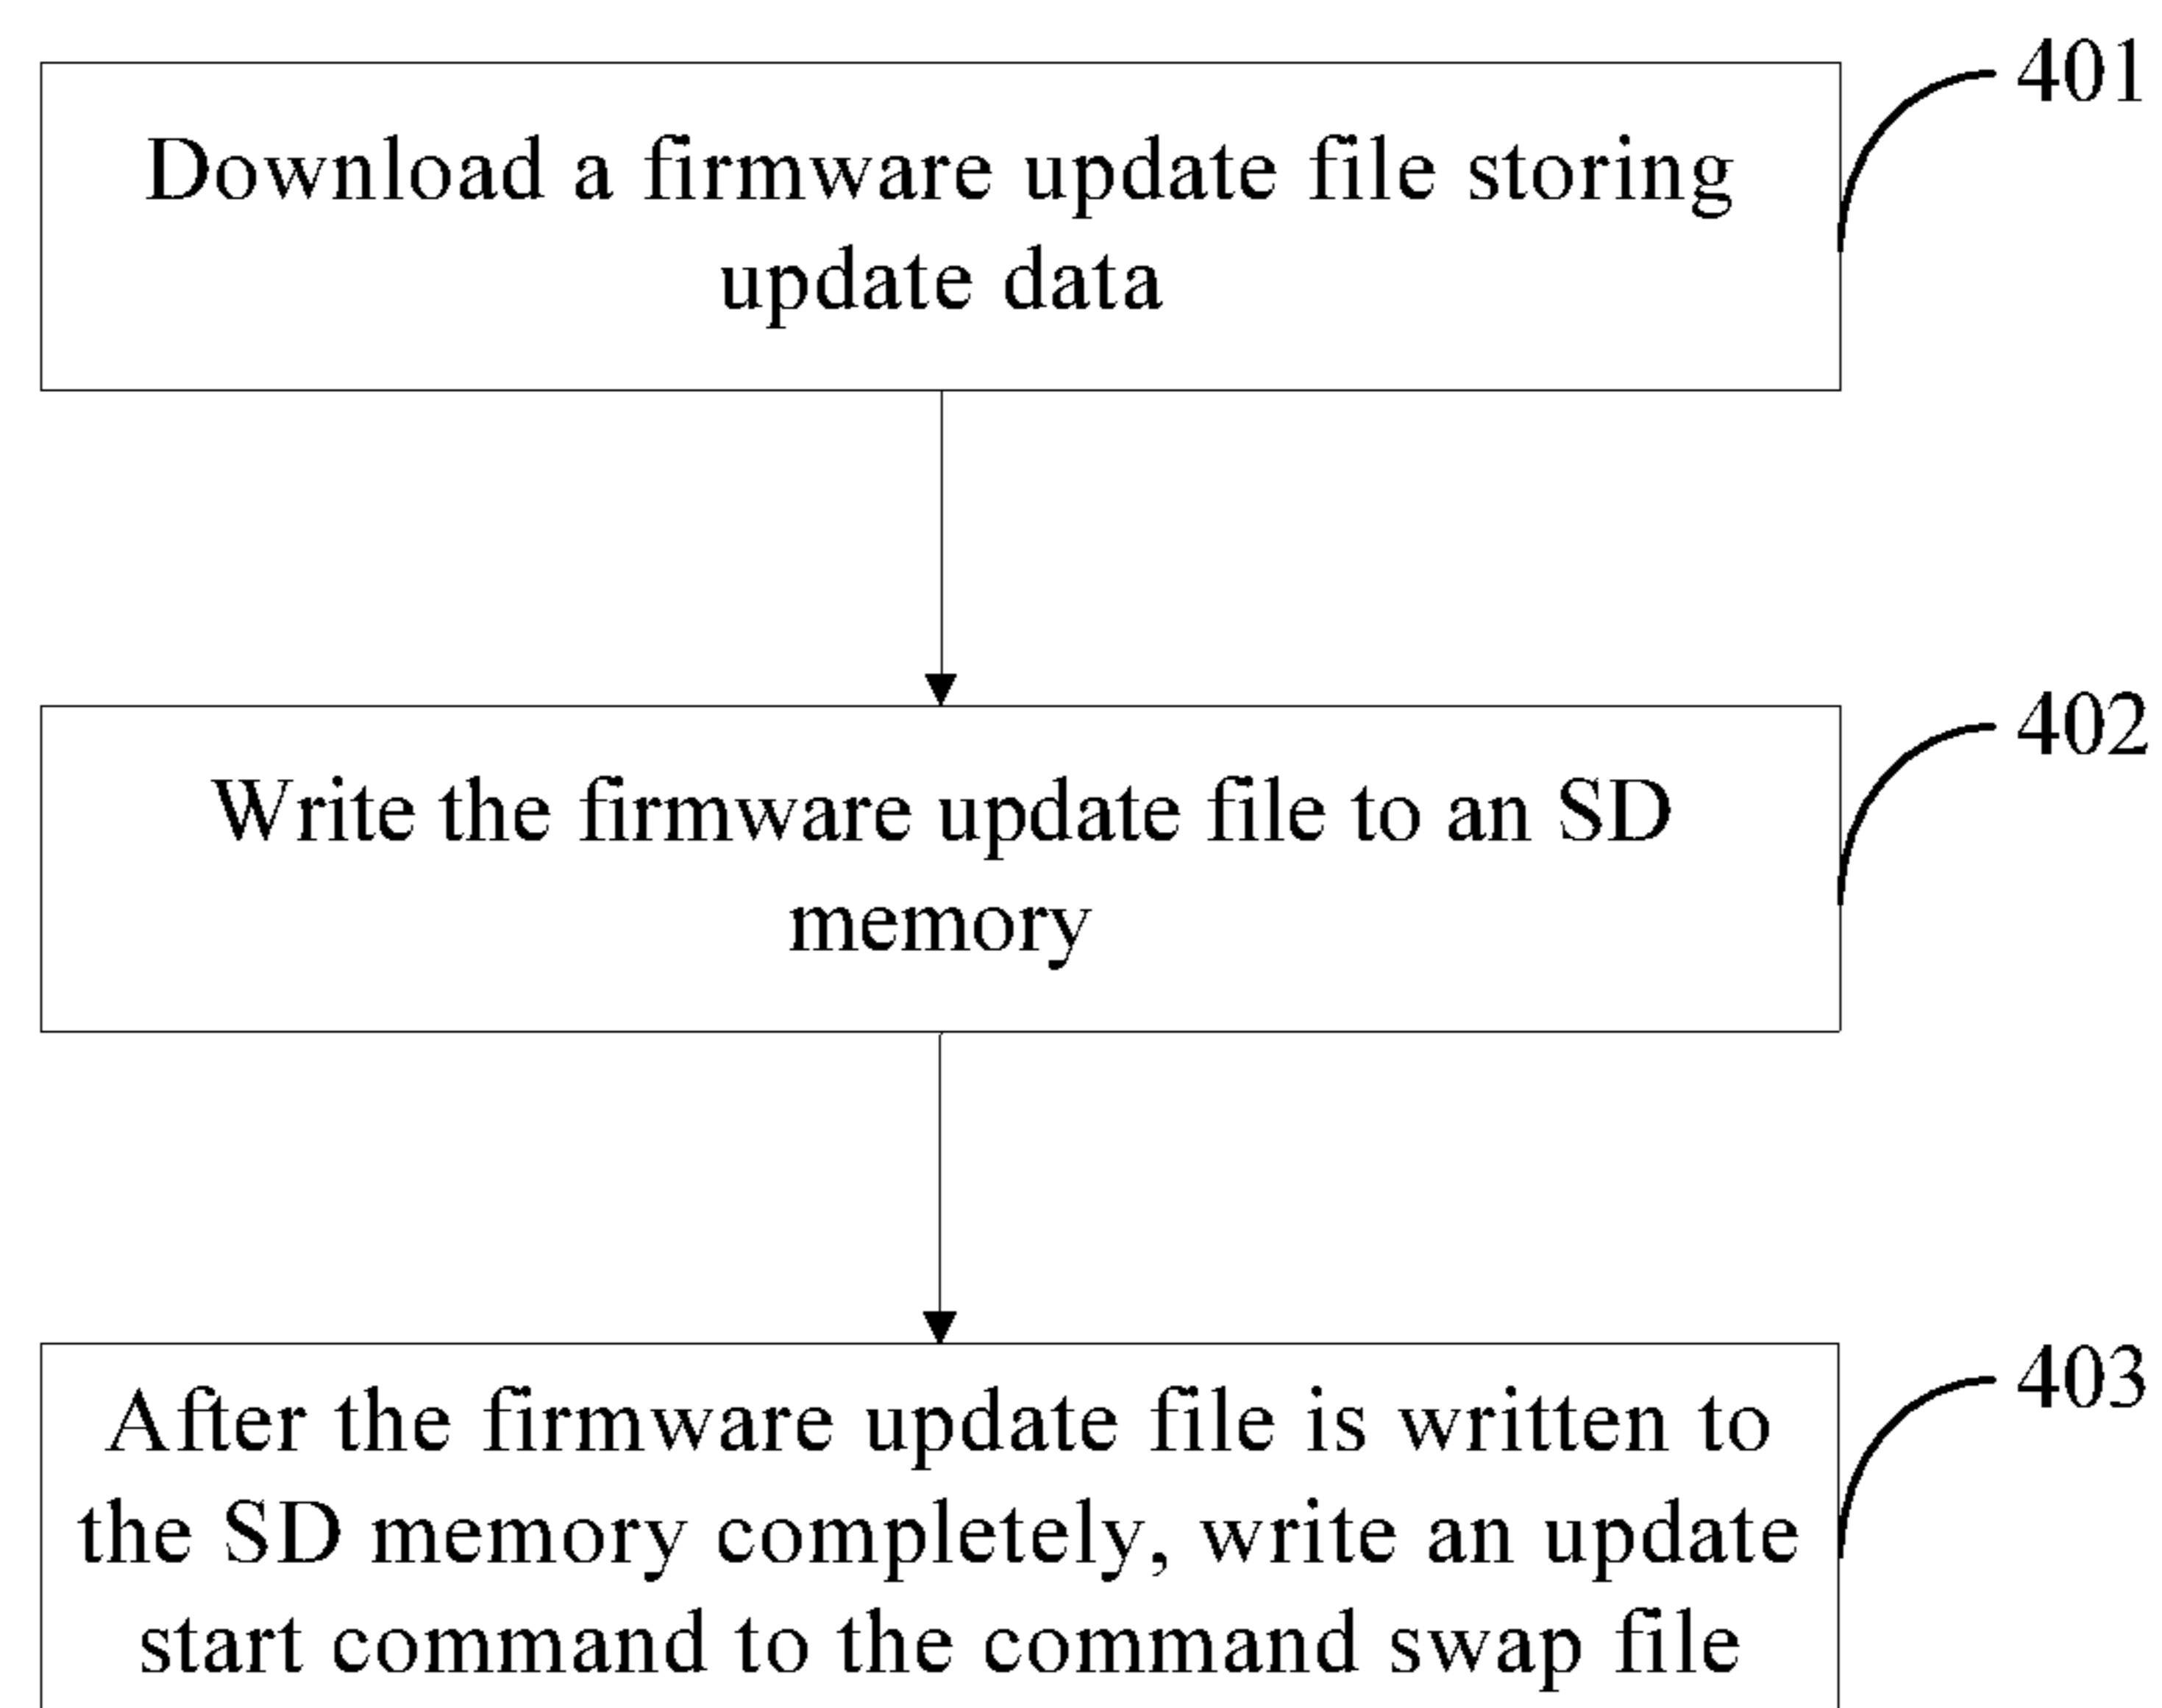 401
Download a firmware update file storing
update data
402
Write the firmware update file to an SD
memory
403
After the firmware update file is written to
the SD memory completely, write an update
start command to the command swap file